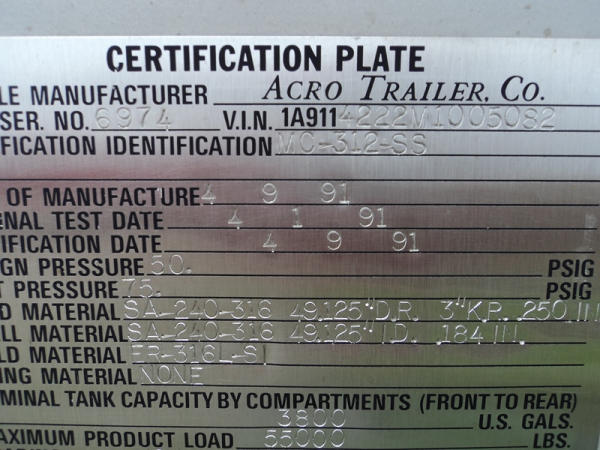 CERTIFICATION PLATE
LE MANUFACTURER ACRO TRAILER, CO.
SER. NO. 6974 V.I.N. 1A9114222M1005082
IFICATION IDENTIFICATION MC-312-SS
OF MANUFACTURE 4 9 91
NAL TEST DATE 4 1 91
IFICATION DATE 4 9 91
GN PRESSURE 50. PSIG
T PRESSURE 75. PSIG
D MATERIAL SA-240-316 49.125"D.R. 3"K.R. .250 IN
LL MATERIAL SA-240-316 49.125"I.D. .184 IN.
LD MATERIAL ER-316L-SI
ING MATERIAL NONE
MINAL TANK CAPACITY BY COMPARTMENTS (FRONT TO REAR)
3800 U.S. GALS.
AXIMUM PRODUCT LOAD 55000 LBS.